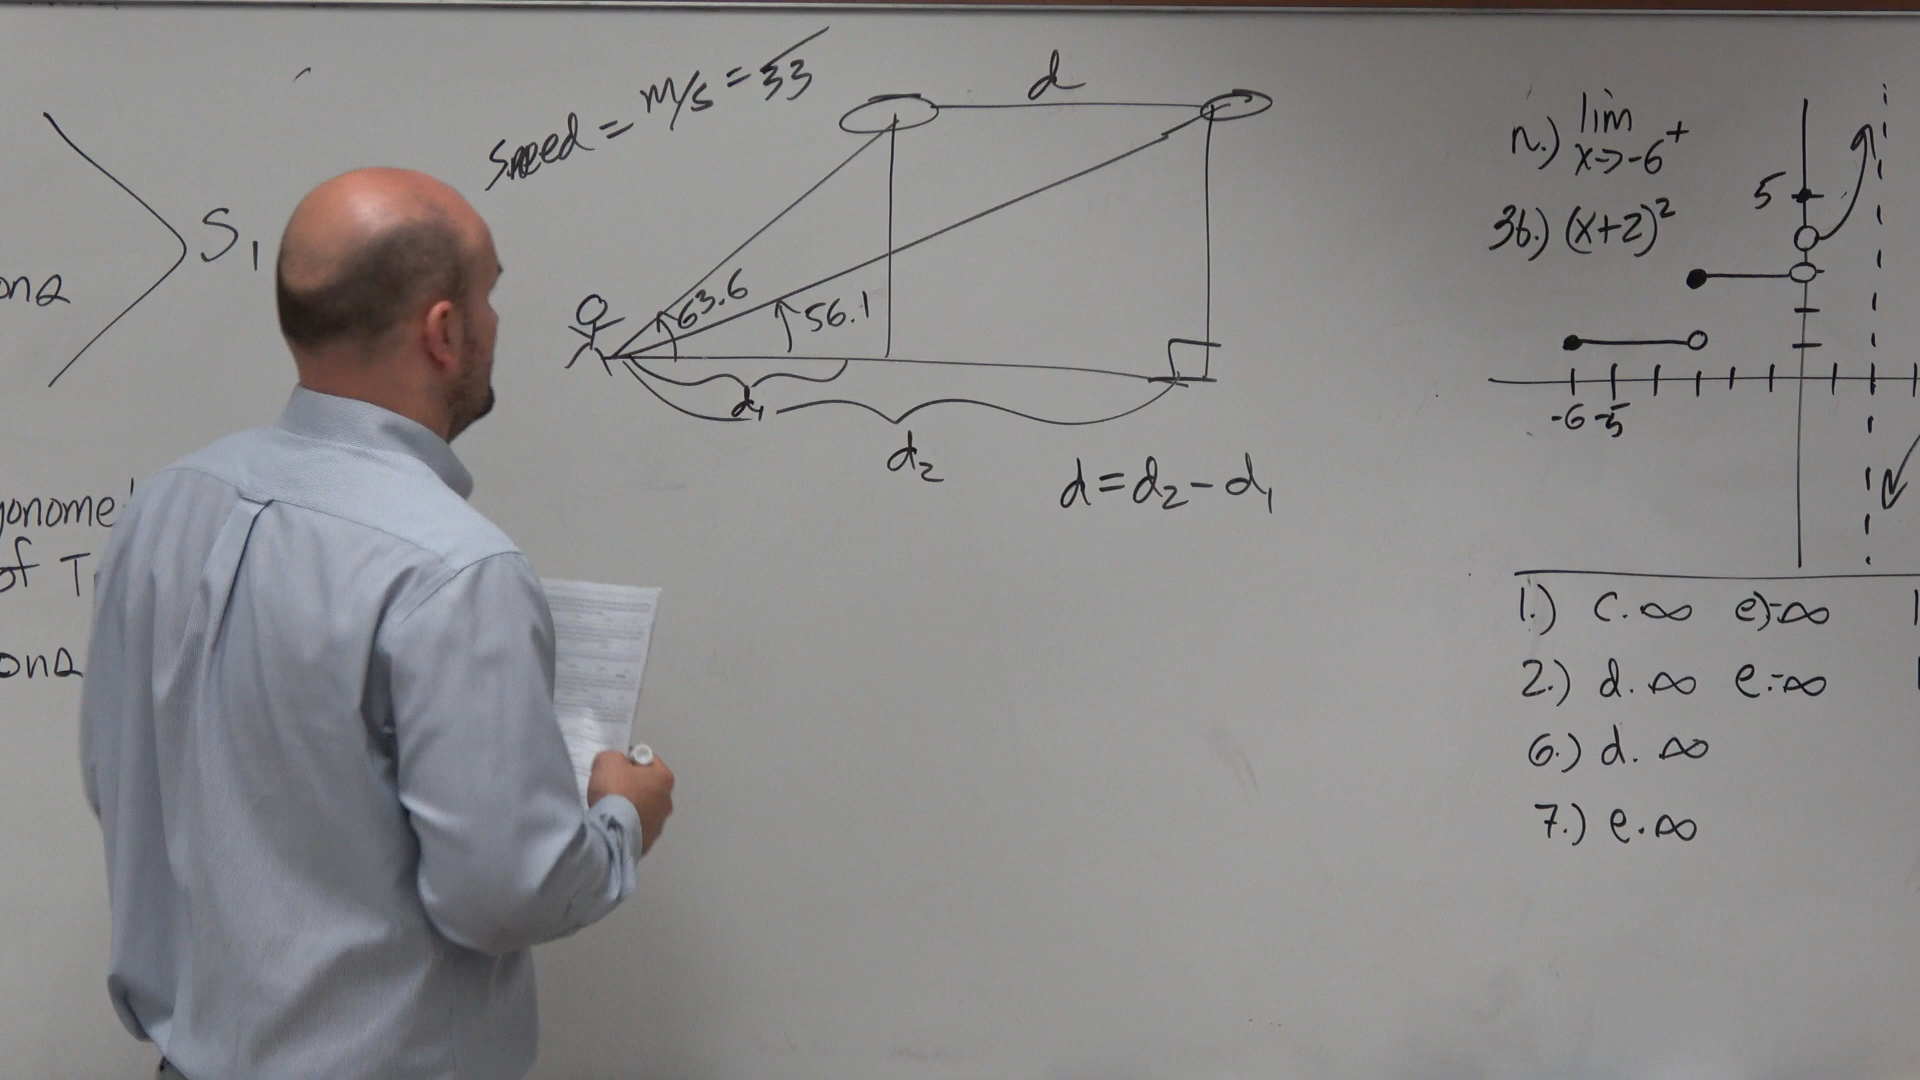 S₁
ona
gonome
of T
ona
Speed = m/s = 33
d
63.6
56.1
d₁
d₂
d = d₂ - d₁
n.) lim x->-6⁺
36.) (x+2)²
5
-6 -5
1.) c. ∞ e) -∞
2.) d. ∞ e. -∞
6.) d. ∞
7.) e. ∞